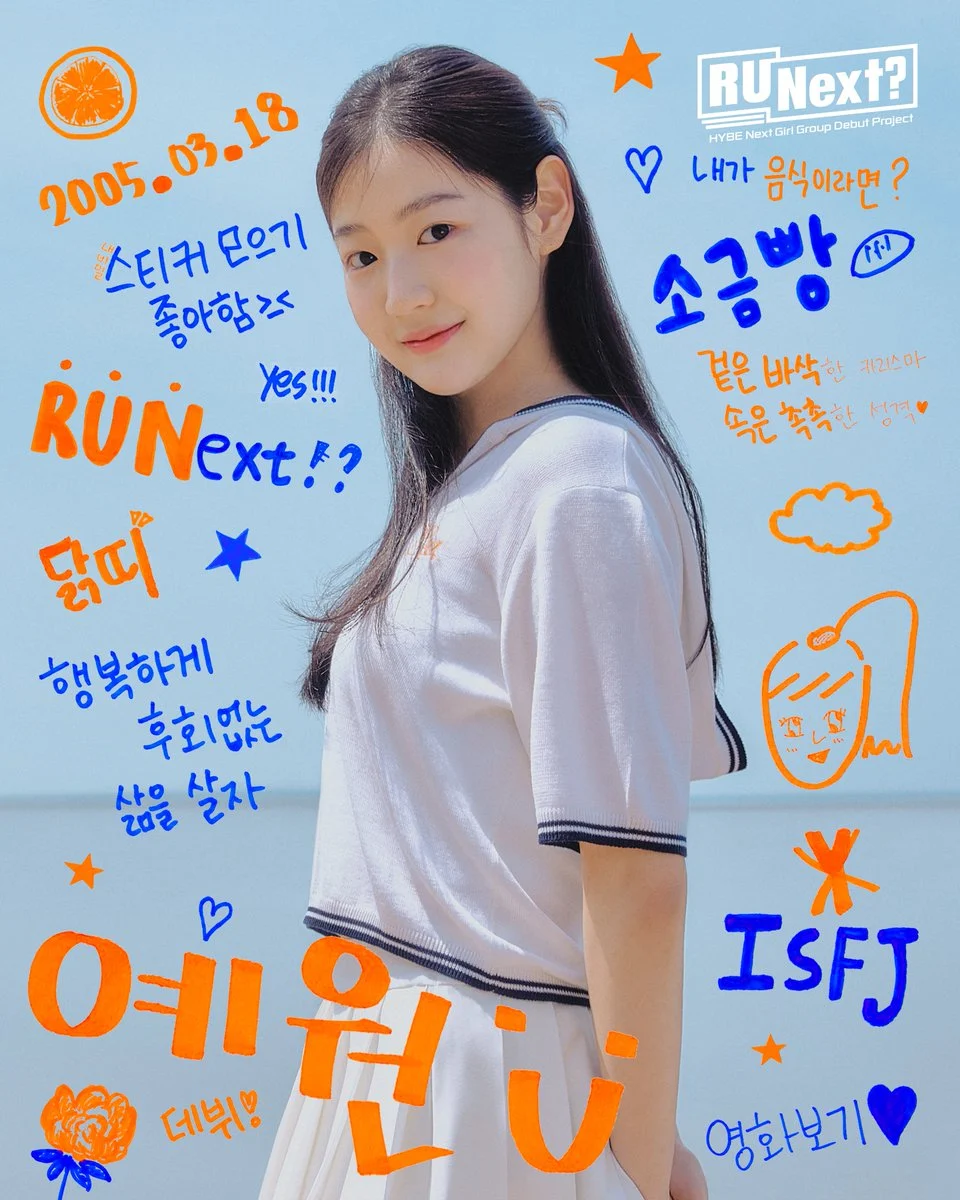 RUNext?
HYBE Next Girl Group Debut Project
2005.03.18
내가 음식이라면?
소금빵
스티커 모으기
좋아함 ><
겉은 바삭한 카리스마
속은 촉촉한 성격♥
Yes!!!
RUNext!?
닭띠
행복하게
후회없는
삶을 살자
ISFJ
예원
데뷔!
영화보기